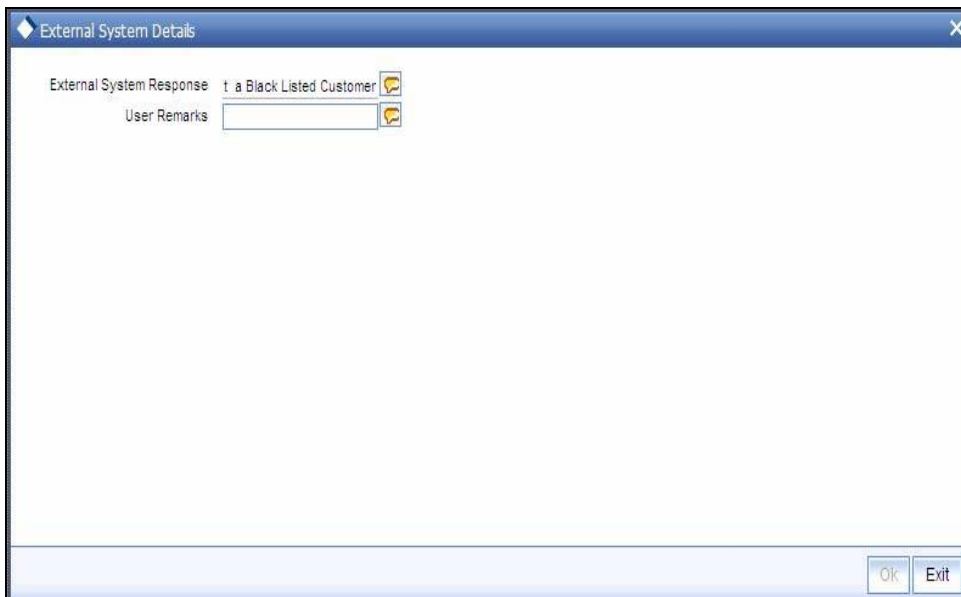 External System Details
External System Response t a Black Listed Customer
User Remarks
Ok Exit